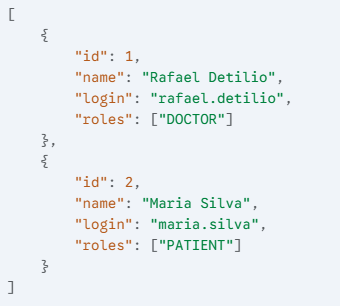 [
    {
        "id": 1,
        "name": "Rafael Detilio",
        "login": "rafael.detilio",
        "roles": ["DOCTOR"]
    },
    {
        "id": 2,
        "name": "Maria Silva",
        "login": "maria.silva",
        "roles": ["PATIENT"]
    }
]